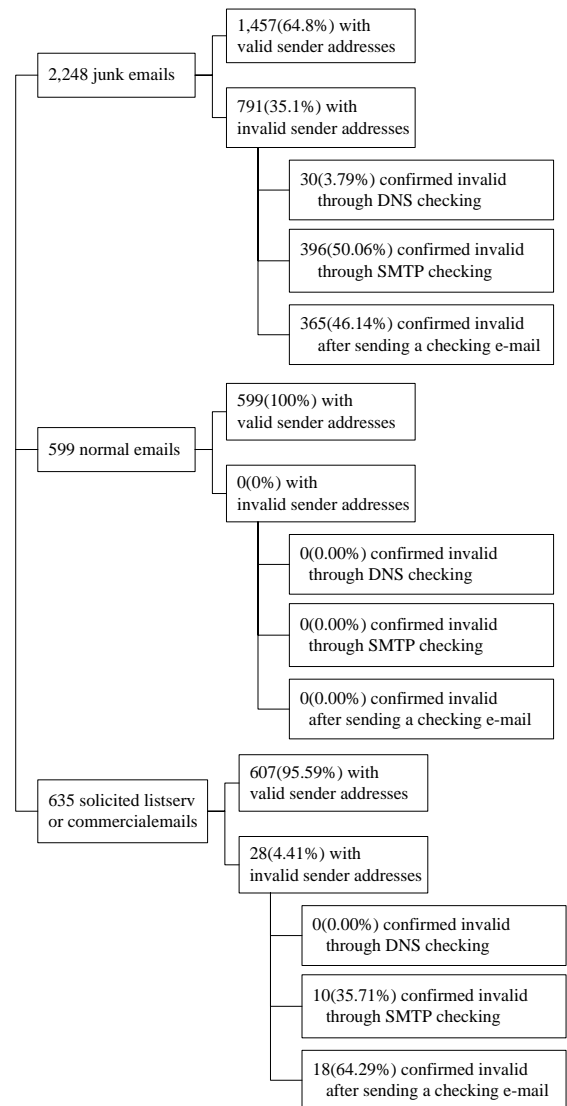 1,457(64.8%) with
valid sender addresses
2,248 junk emails
791(35.1%) with
invalid sender addresses
30(3.79%) confirmed invalid
through DNS checking
396(50.06%) confirmed invalid
through SMTP checking
365(46.14%) confirmed invalid
after sending a checking e-mail
599(100%) with
valid sender addresses
599 normal emails
0(0%) with
invalid sender addresses
0(0.00%) confirmed invalid
through DNS checking
0(0.00%) confirmed invalid
through SMTP checking
0(0.00%) confirmed invalid
after sending a checking e-mail
607(95.59%) with
valid sender addresses
635 solicited listserv
or commercialemails
28(4.41%) with
invalid sender addresses
0(0.00%) confirmed invalid
through DNS checking
10(35.71%) confirmed invalid
through SMTP checking
18(64.29%) confirmed invalid
after sending a checking e-mail